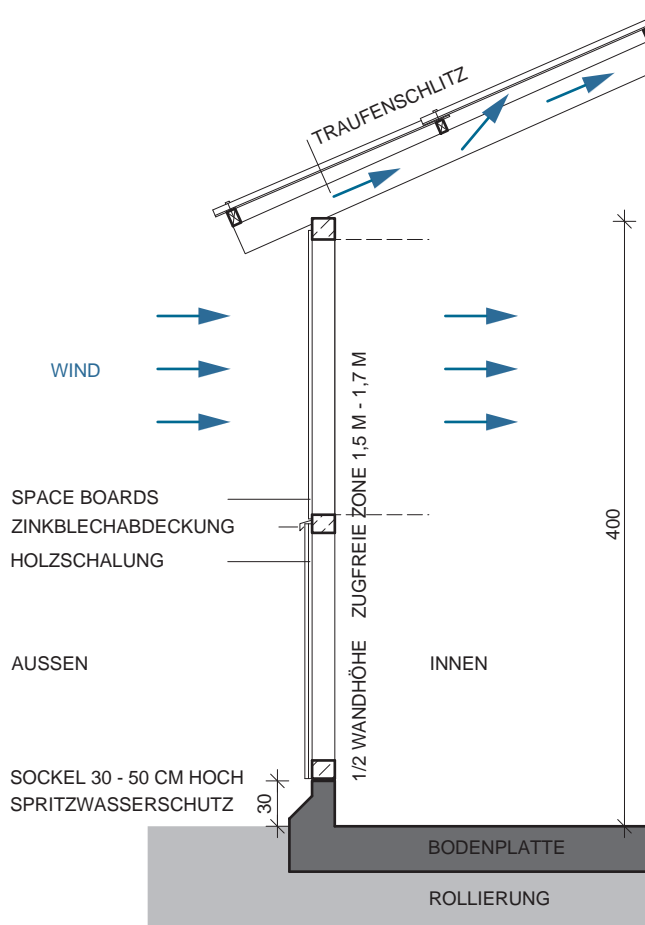 TRAUFENSCHLITZ
WIND
1/2 WANDHÖHE ZUGFREIE ZONE 1,5 M - 1,7 M
SPACE BOARDS
ZINKBLECHABDECKUNG
HOLZSCHALUNG
400
AUSSEN
INNEN
SOCKEL 30 - 50 CM HOCH
SPRITZWASSERSCHUTZ
30
BODENPLATTE
ROLLIERUNG